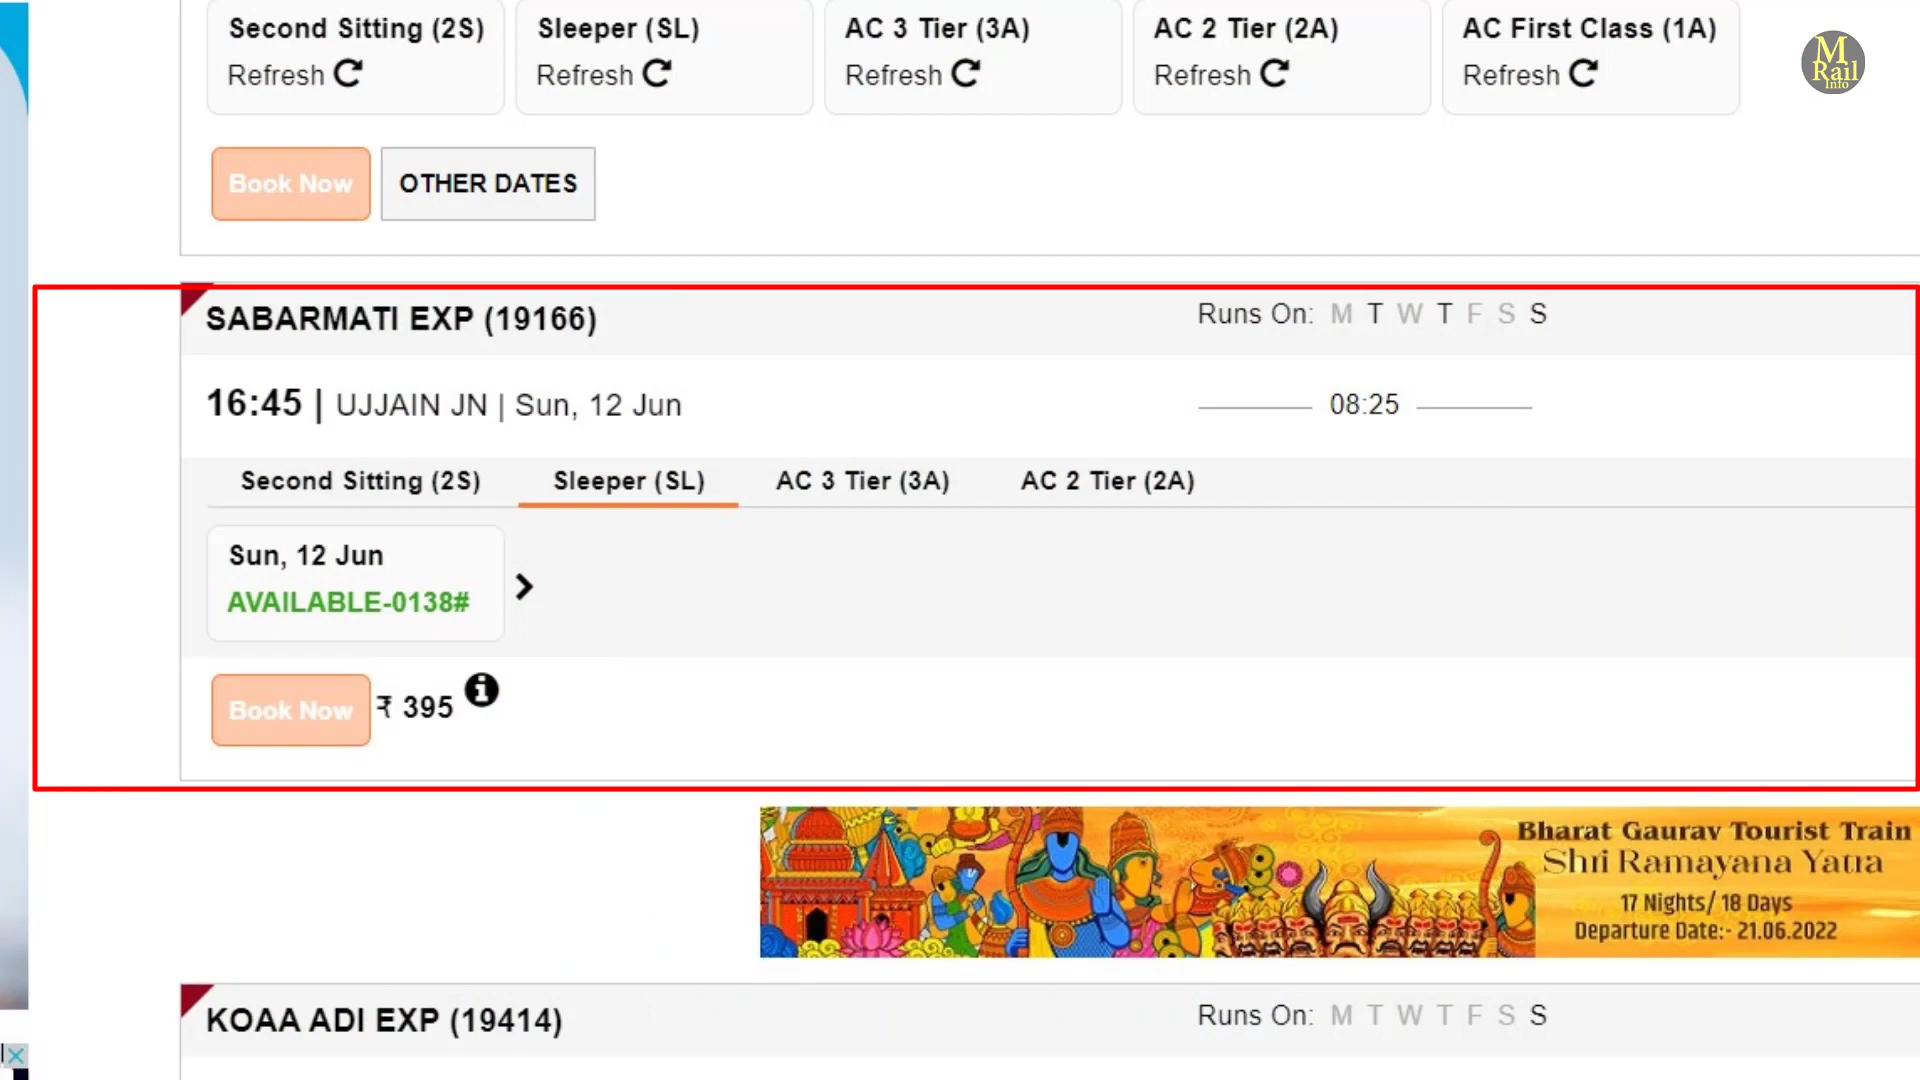 Second Sitting (2S) Sleeper (SL) AC 3 Tier (3A) AC 2 Tier (2A) AC First Class (1A)
Refresh Refresh Refresh Refresh Refresh
M
Rail
Info
Book Now OTHER DATES
SABARMATI EXP (19166) Runs On: M T W T F S S
16:45 | UJJAIN JN | Sun, 12 Jun 08:25
Second Sitting (2S) Sleeper (SL) AC 3 Tier (3A) AC 2 Tier (2A)
Sun, 12 Jun
AVAILABLE-0138#
Book Now ₹ 395
Bharat Gaurav Tourist Train
Shri Ramayana Yatra
17 Nights/ 18 Days
Departure Date:- 21.06.2022
KOAA ADI EXP (19414) Runs On: M T W T F S S